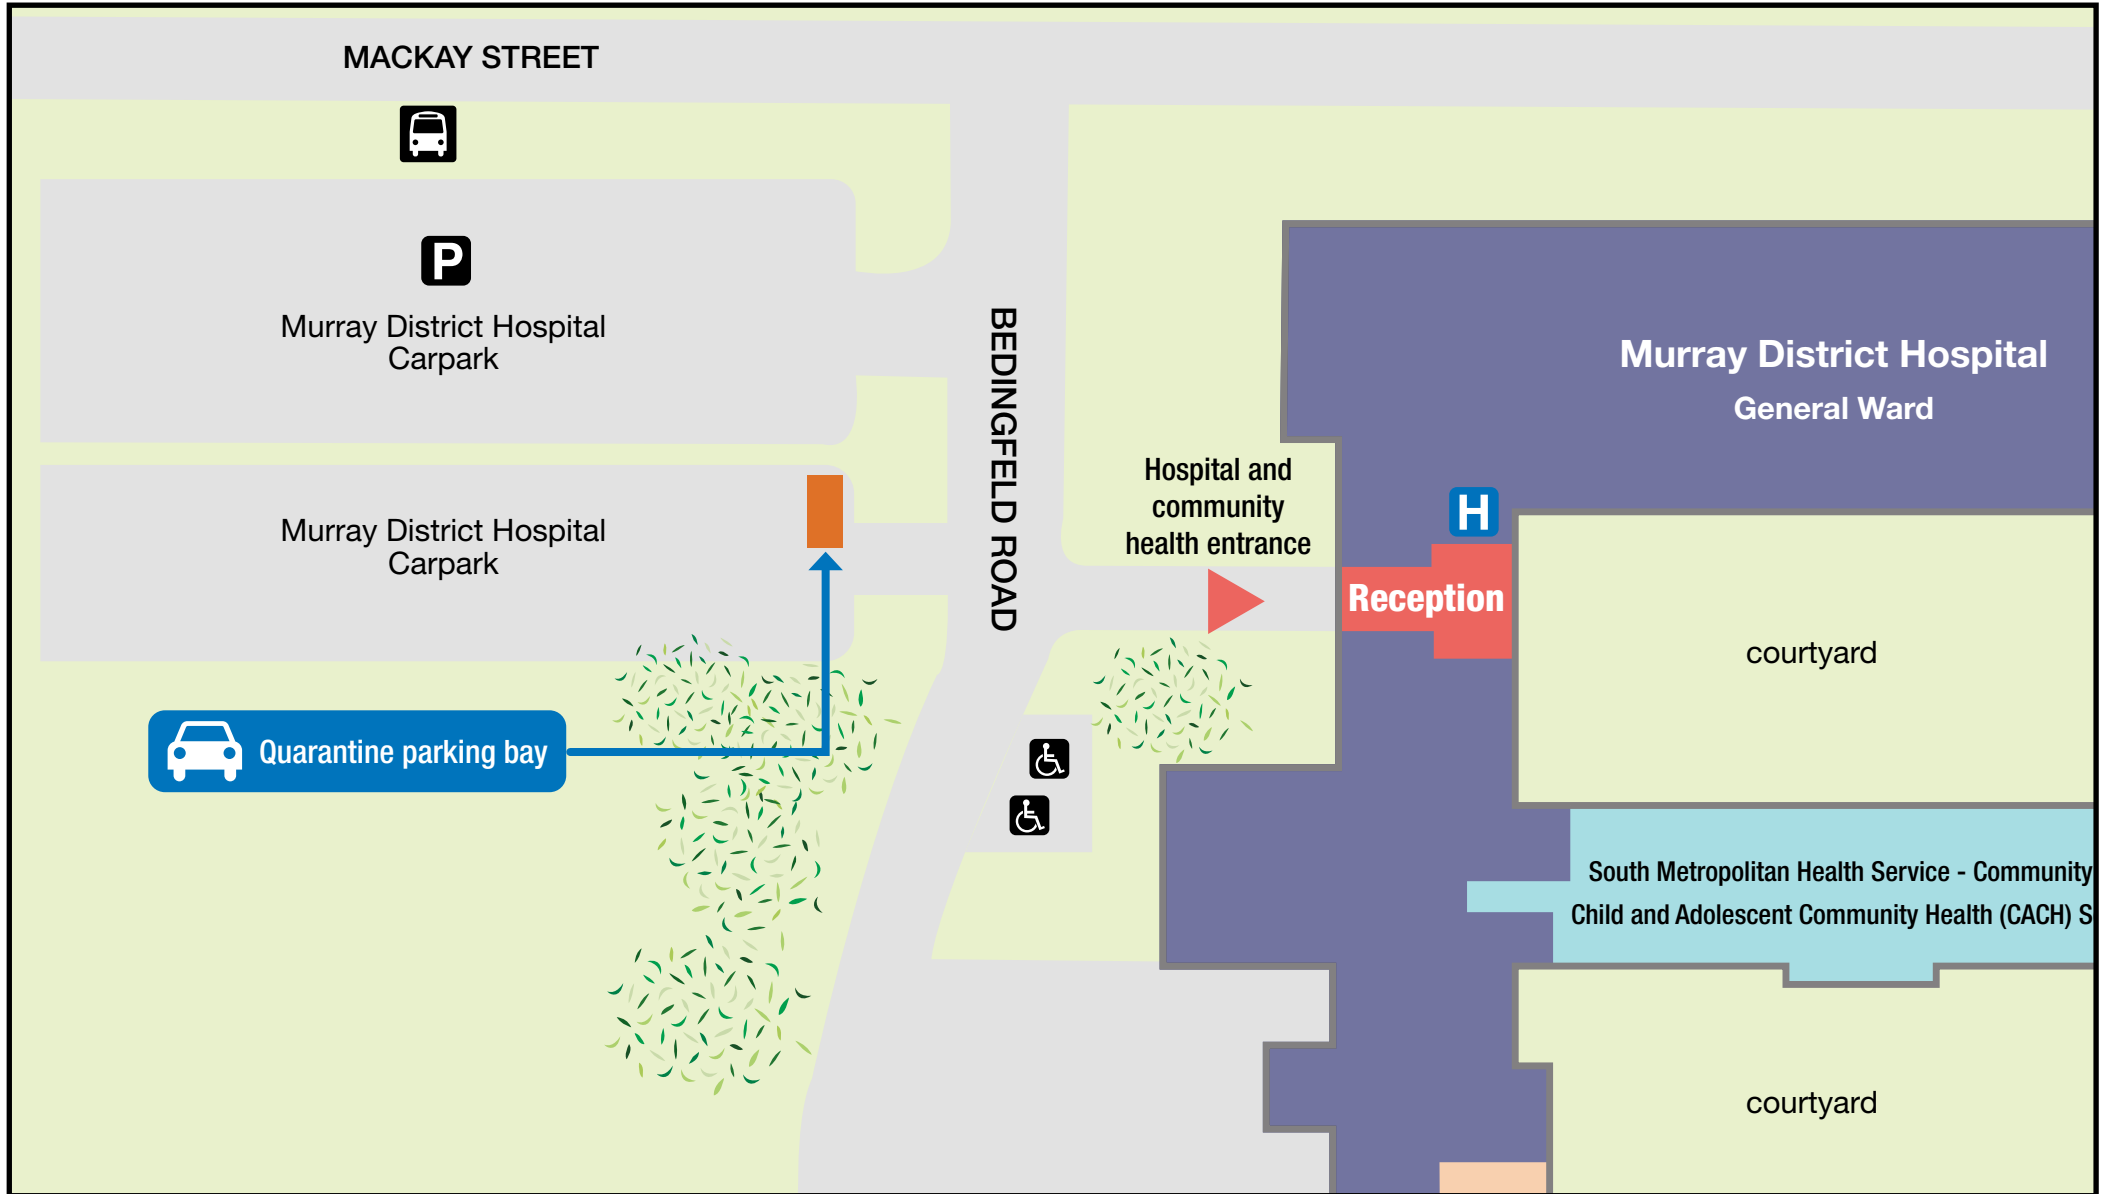 MACKAY STREET
P
Murray District Hospital
Carpark
BEDINGFELD ROAD
Murray District Hospital
General Ward
Hospital and
community
health entrance
H
Murray District Hospital
Carpark
Reception
courtyard
Quarantine parking bay
South Metropolitan Health Service - Community
Child and Adolescent Community Health (CACH) S
courtyard